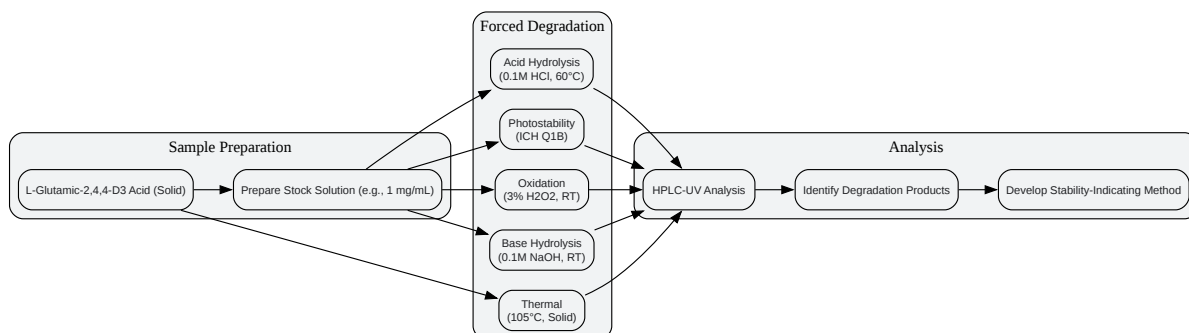 Forced Degradation
Acid Hydrolysis
(0.1M HCl, 60°C)
Photostability
(ICH Q1B)
Sample Preparation
Analysis
L-Glutamic-2,4,4-D3 Acid (Solid)
Prepare Stock Solution (e.g., 1 mg/mL)
Oxidation
(3% H2O2, RT)
HPLC-UV Analysis
Identify Degradation Products
Develop Stability-Indicating Method
Base Hydrolysis
(0.1M NaOH, RT)
Thermal
(105°C, Solid)